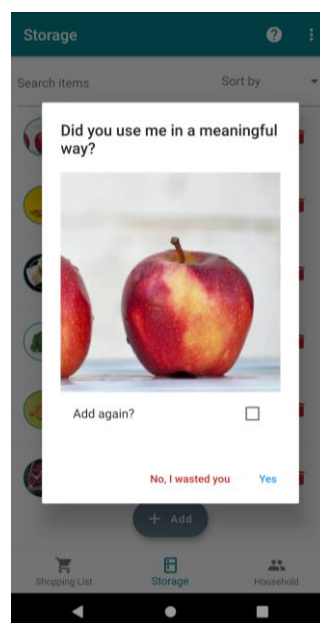 Storage
Search items
Sort by
Did you use me in a meaningful
way?
Add again?
No, I wasted you
Yes
+ Add
Shopping List
Storage
Household